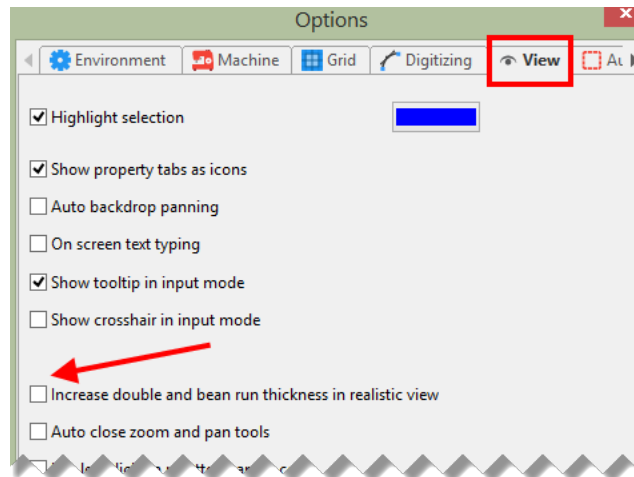 Options
Environment Machine Grid Digitizing View
Highlight selection
Show property tabs as icons
Auto backdrop panning
On screen text typing
Show tooltip in input mode
Show crosshair in input mode
Increase double and bean run thickness in realistic view
Auto close zoom and pan tools